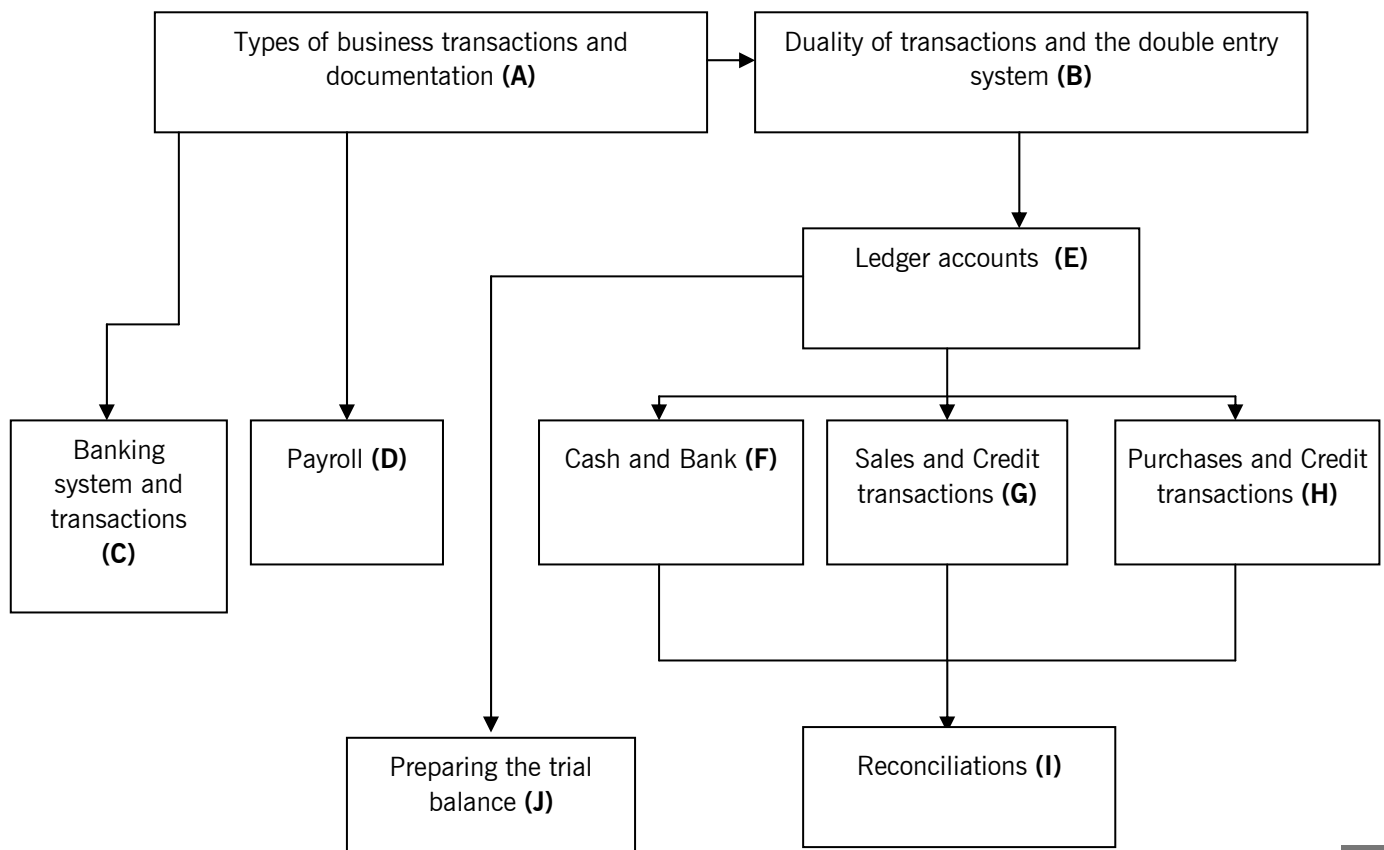 Types of business transactions and
documentation (A)
Duality of transactions and the double entry
system (B)
Ledger accounts (E)
Banking
system and
transactions
(C)
Payroll (D)
Cash and Bank (F)
Sales and Credit
transactions (G)
Purchases and Credit
transactions (H)
Preparing the trial
balance (J)
Reconciliations (I)